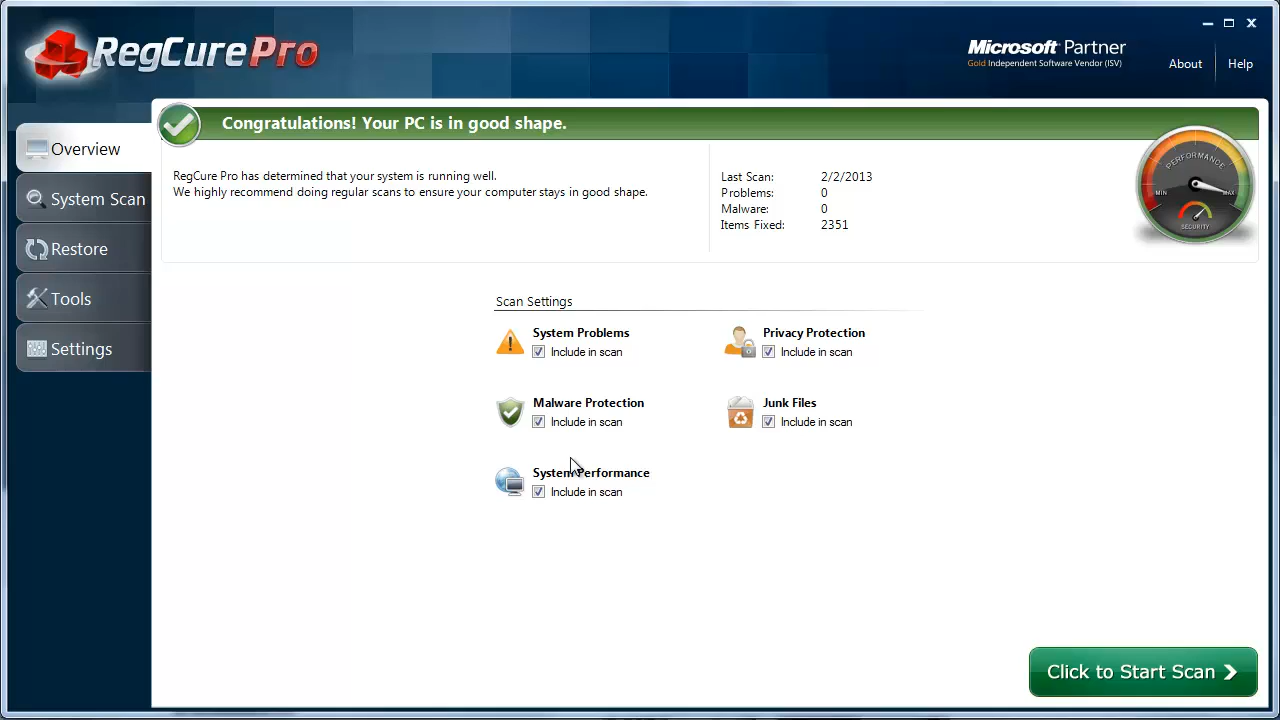 RegCure Pro
Microsoft Partner
Gold Independent Software Vendor (ISV)
About
Help
Overview
System Scan
Restore
Tools
Settings
Congratulations! Your PC is in good shape.
RegCure Pro has determined that your system is running well.
We highly recommend doing regular scans to ensure your computer stays in good shape.
Last Scan: 2/2/2013
Problems: 0
Malware: 0
Items Fixed: 2351
PERFORMANCE
MIN
MAX
SECURITY
Scan Settings
System Problems
Include in scan
Privacy Protection
Include in scan
Malware Protection
Include in scan
Junk Files
Include in scan
System Performance
Include in scan
Click to Start Scan